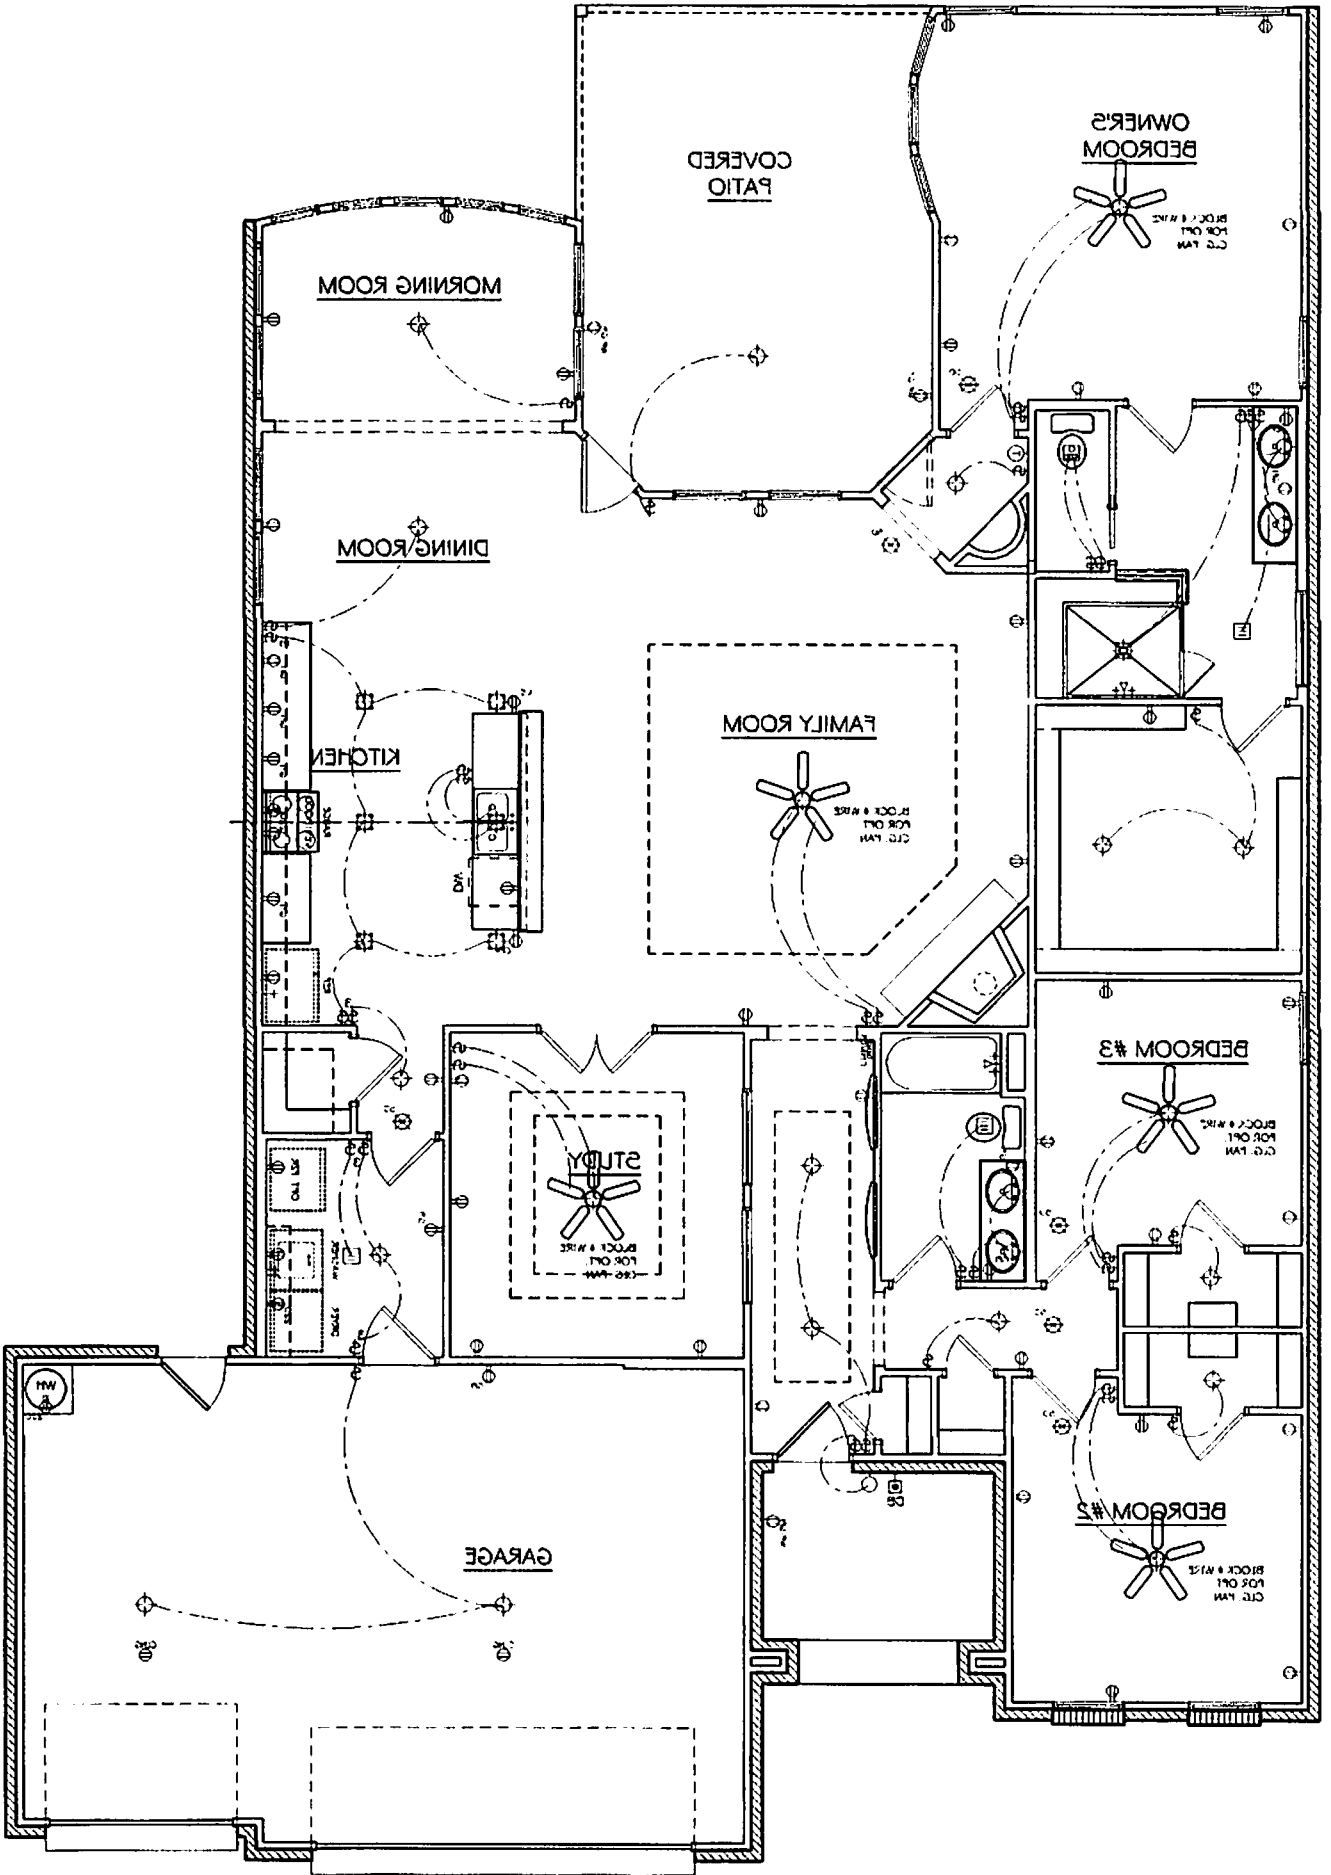 OWNER'S
BEDROOM
BLOCK & WIRE
FOR OPT.
CLG. FAN
COVERED
PATIO
MORNING ROOM
DINING ROOM
FAMILY ROOM
BLOCK & WIRE
FOR OPT.
CLG. FAN
KITCHEN
DW
BEDROOM #3
BLOCK & WIRE
FOR OPT.
CLG. FAN
STUDY
BLOCK & WIRE
FOR OPT.
CLG. FAN
WH
DB
BEDROOM #2
BLOCK & WIRE
FOR OPT.
CLG. FAN
GARAGE